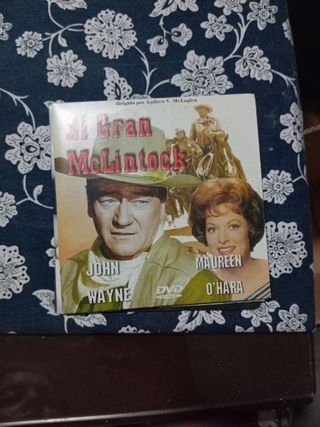 dirigida por Andrew V. McLaglen
El Gran
McLintock
JOHN
WAYNE
MAUREEN
O'HARA
DVD